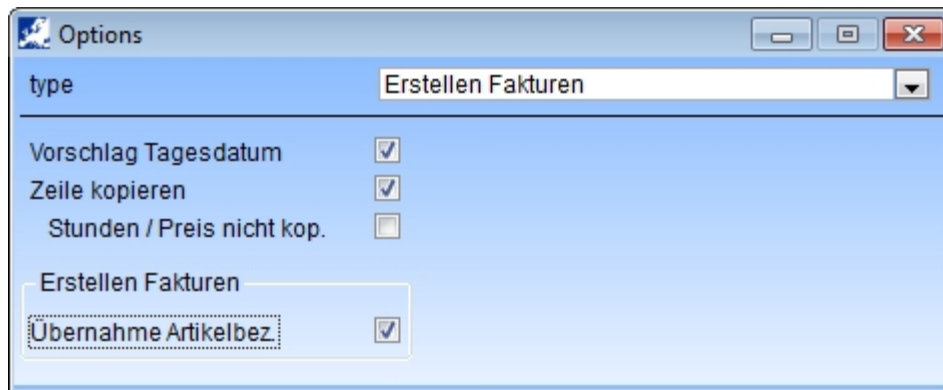 Options
type Erstellen Fakturen
Vorschlag Tagesdatum
Zeile kopieren
Stunden / Preis nicht kop.
Erstellen Fakturen
Übernahme Artikelbez.